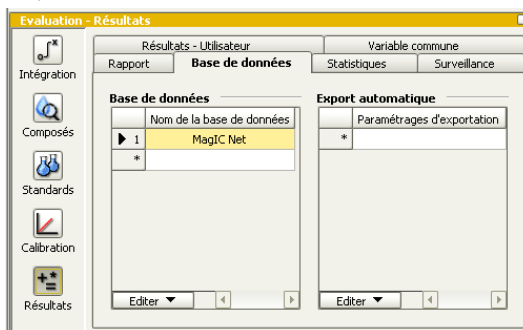 Evaluation - Résultats
Intégration
Composés
Standards
Calibration
Résultats
Résultats - Utilisateur Variable commune
Rapport Base de données Statistiques Surveillance
Base de données Export automatique
Nom de la base de données Paramétrages d'exportation
1 MagIC Net *
*
Editer Editer